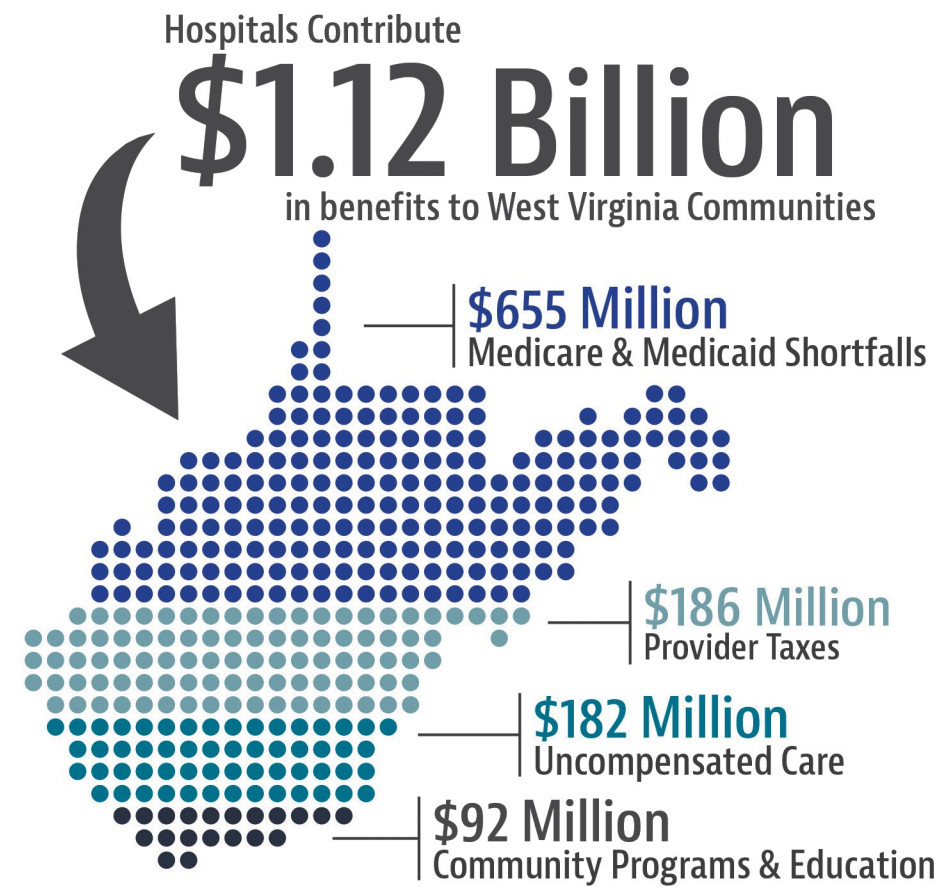 Hospitals Contribute
$1.12 Billion
in benefits to West Virginia Communities
$655 Million
Medicare & Medicaid Shortfalls
$186 Million
Provider Taxes
$182 Million
Uncompensated Care
$92 Million
Community Programs & Education